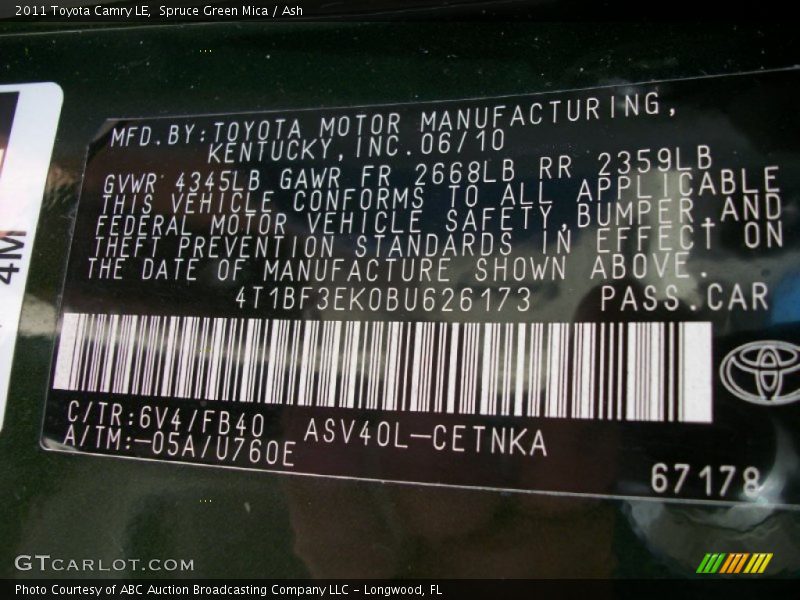 2011 Toyota Camry LE,  Spruce Green Mica / Ash
4M
MFD.BY:TOYOTA MOTOR MANUFACTURING,
KENTUCKY,INC.06/10
GVWR 4345LB GAWR FR 2668LB RR 2359LB
THIS VEHICLE CONFORMS TO ALL APPLICABLE
FEDERAL MOTOR VEHICLE SAFETY,BUMPER,AND
THEFT PREVENTION STANDARDS IN EFFECT ON
THE DATE OF MANUFACTURE SHOWN ABOVE.
4T1BF3EK0BU626173 PASS.CAR
C/TR:6V4/FB40
A/TM:-05A/U760E
ASV40L-CETNKA
67178
GTCARLOT.COM
Photo Courtesy of ABC Auction Broadcasting Company LLC - Longwood, FL